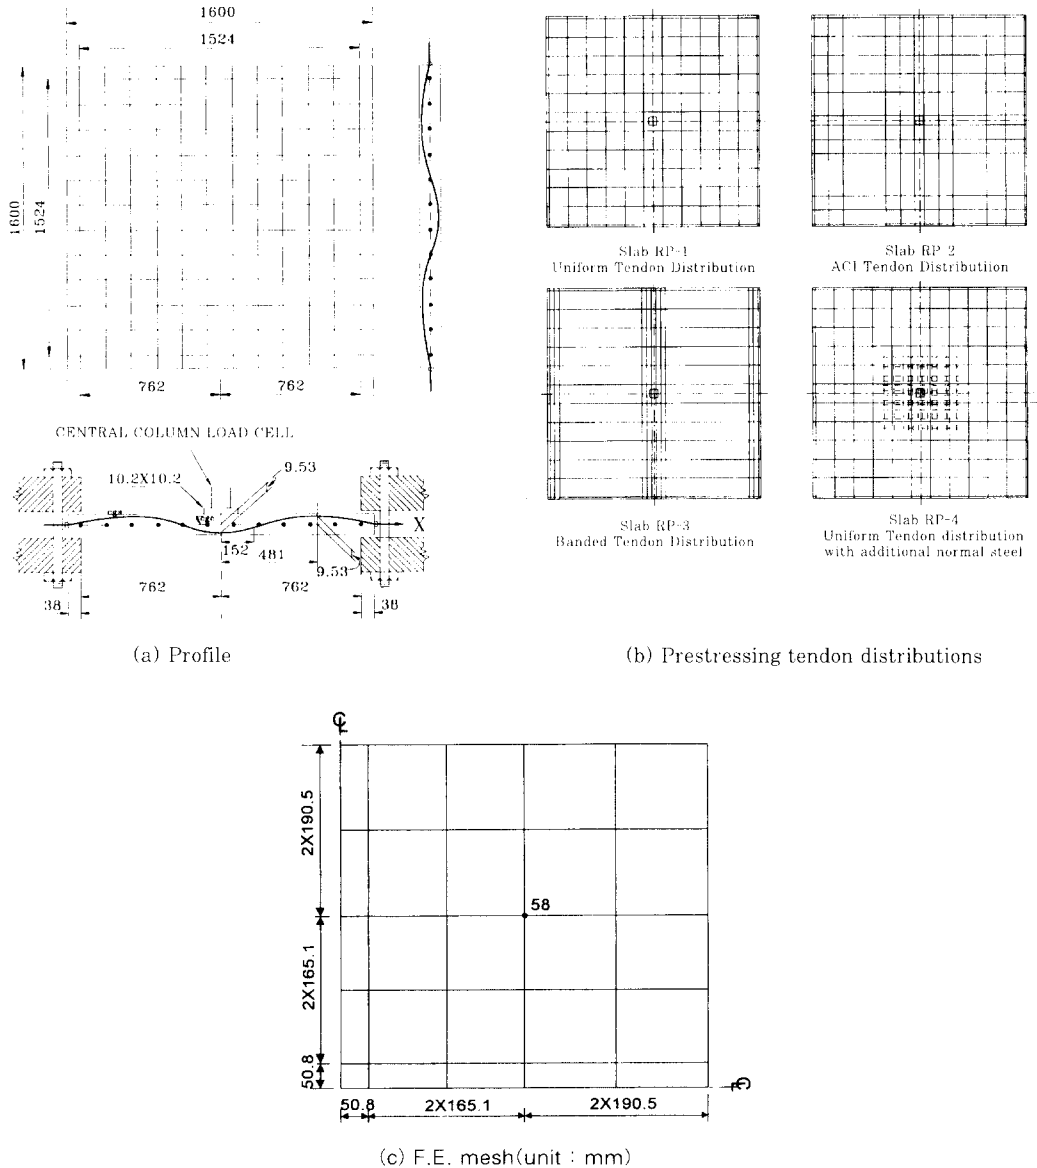 1600
1524
1600
1524
762
762
CENTRAL COLUMN LOAD CELL
10.2X10.2
9.53
X
152
481
9.53
762
762
38
38
(a) Profile
Slab RP-1
Uniform Tendon Distribution
Slab RP-2
ACI Tendon Distributiion
Slab RP-3
Banded Tendon Distribution
Slab RP-4
Uniform Tendon distribution
with additional normal steel
(b) Prestressing tendon distributions
2X190.5
58
2X165.1
50.8
50.8
2X165.1
2X190.5
(c) F.E. mesh(unit : mm)